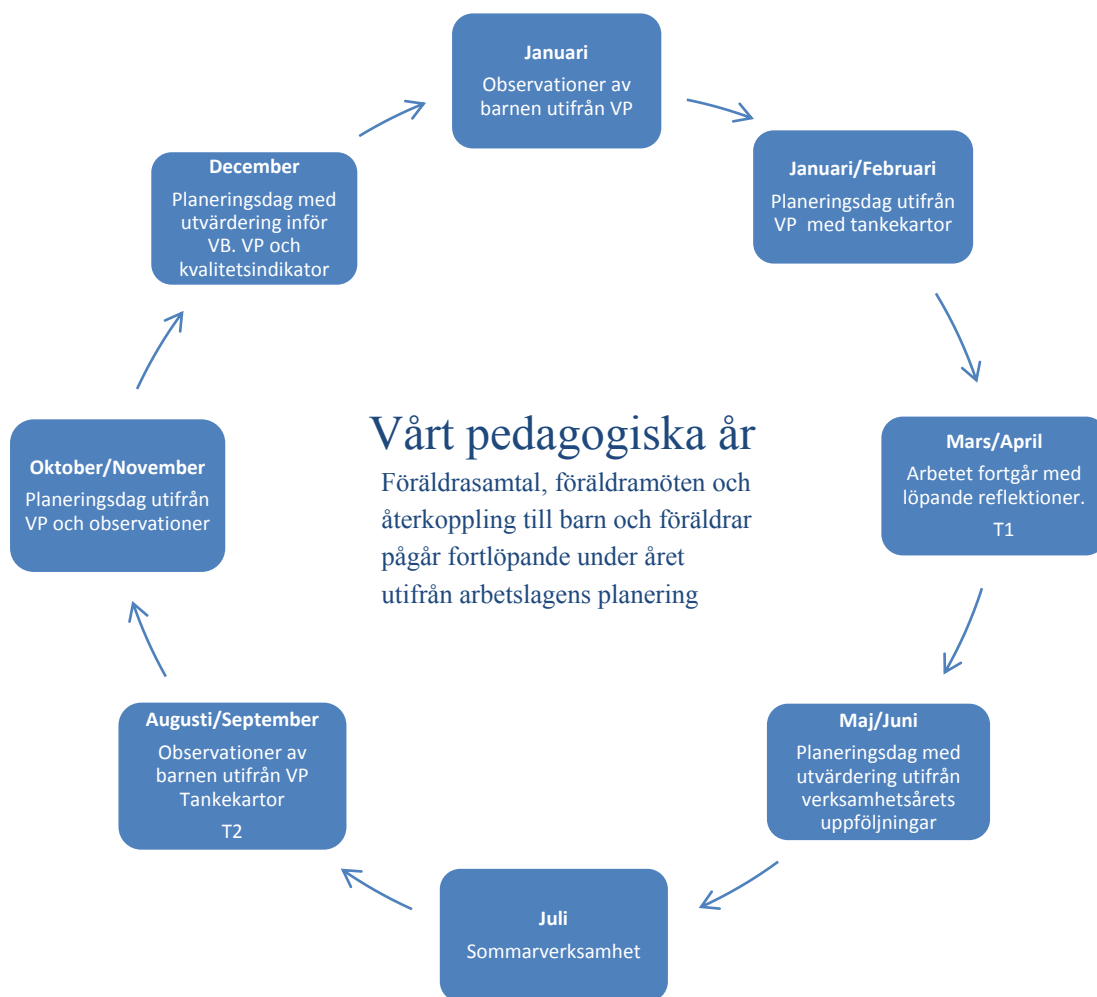 Januari
Observationer av
barnen utifrån VP
Januari/Februari
Planeringsdag utifrån
VP  med tankekartor
Mars/April
Arbetet fortgår med
löpande reflektioner.
T1
Maj/Juni
Planeringsdag med
utvärdering utifrån
verksamhetsårets
uppföljningar
Juli
Sommarverksamhet
Augusti/September
Observationer av
barnen utifrån VP
Tankekartor
T2
Oktober/November
Planeringsdag utifrån
VP och observationer
December
Planeringsdag med
utvärdering inför
VB. VP och
kvalitetsindikator
Vårt pedagogiska år
Föräldrasamtal, föräldramöten och
återkoppling till barn och föräldrar
pågår fortlöpande under året
utifrån arbetslagens planering